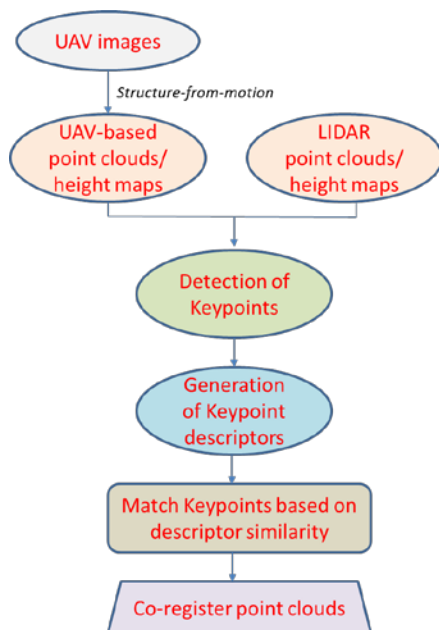 UAV images
Structure-from-motion
UAV-based
point clouds/
height maps
LIDAR
point clouds/
height maps
Detection of
Keypoints
Generation
of Keypoint
descriptors
Match Keypoints based on
descriptor similarity
Co-register point clouds